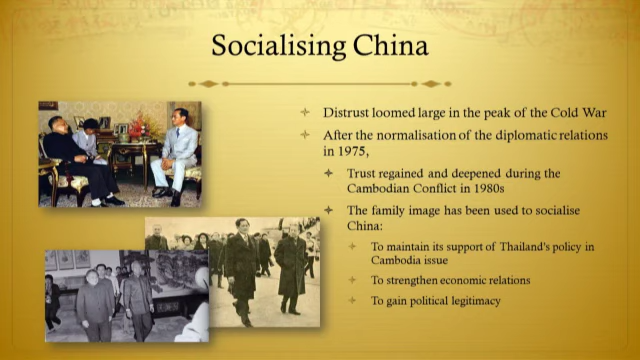 Socialising China
Distrust loomed large in the peak of the Cold War
After the normalisation of the diplomatic relations
in 1975,
Trust regained and deepened during the
Cambodian Conflict in 1980s
The family image has been used to socialise
China:
To maintain its support of Thailand's policy in
Cambodia issue
To strengthen economic relations
To gain political legitimacy